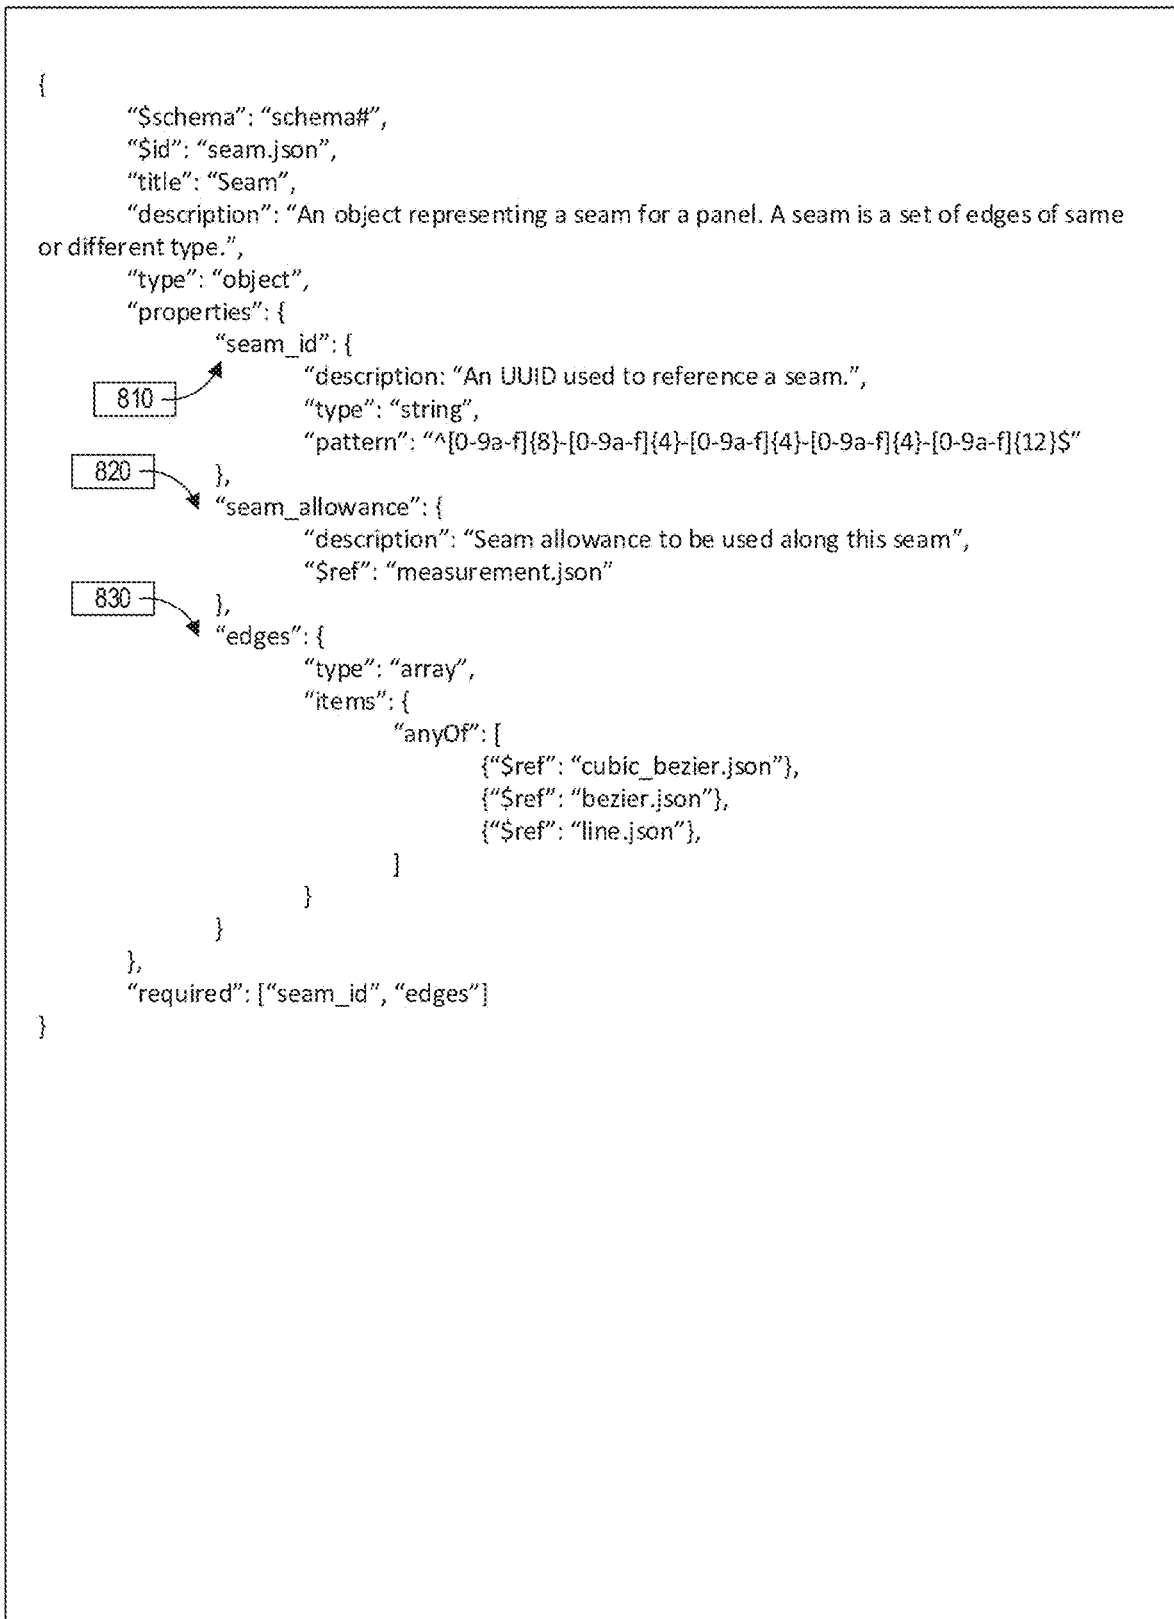 {
“$schema”: “schema#”,
“$id”: “seam.json”,
“title”: “Seam”,
“description”: “An object representing a seam for a panel. A seam is a set of edges of same
or different type.”,
“type”: “object”,
“properties”: {
“seam_id”: {
“description: “An UUID used to reference a seam.”,
810
“type”: “string”,
“pattern”: “^[0-9a-f]{8}-[0-9a-f]{4}-[0-9a-f]{4}-[0-9a-f]{4}-[0-9a-f]{12}$”
820
},
“seam_allowance”: {
“description”: “Seam allowance to be used along this seam”,
“$ref”: “measurement.json”
830
},
“edges”: {
“type”: “array”,
“items”: {
“anyOf”: [
{“$ref”: “cubic_bezier.json”},
{“$ref”: “bezier.json”},
{“$ref”: “line.json”},
]
}
}
},
“required”: [“seam_id”, “edges”]
}